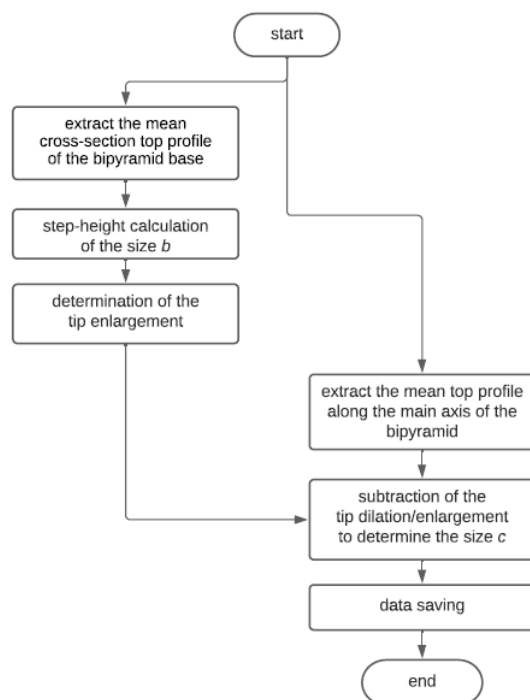 start
extract the mean
cross-section top profile
of the bipyramid base
step-height calculation
of the size b
determination of the
tip enlargement
extract the mean top profile
along the main axis of the
bipyramid
subtraction of the
tip dilation/enlargement
to determine the size c
data saving
end